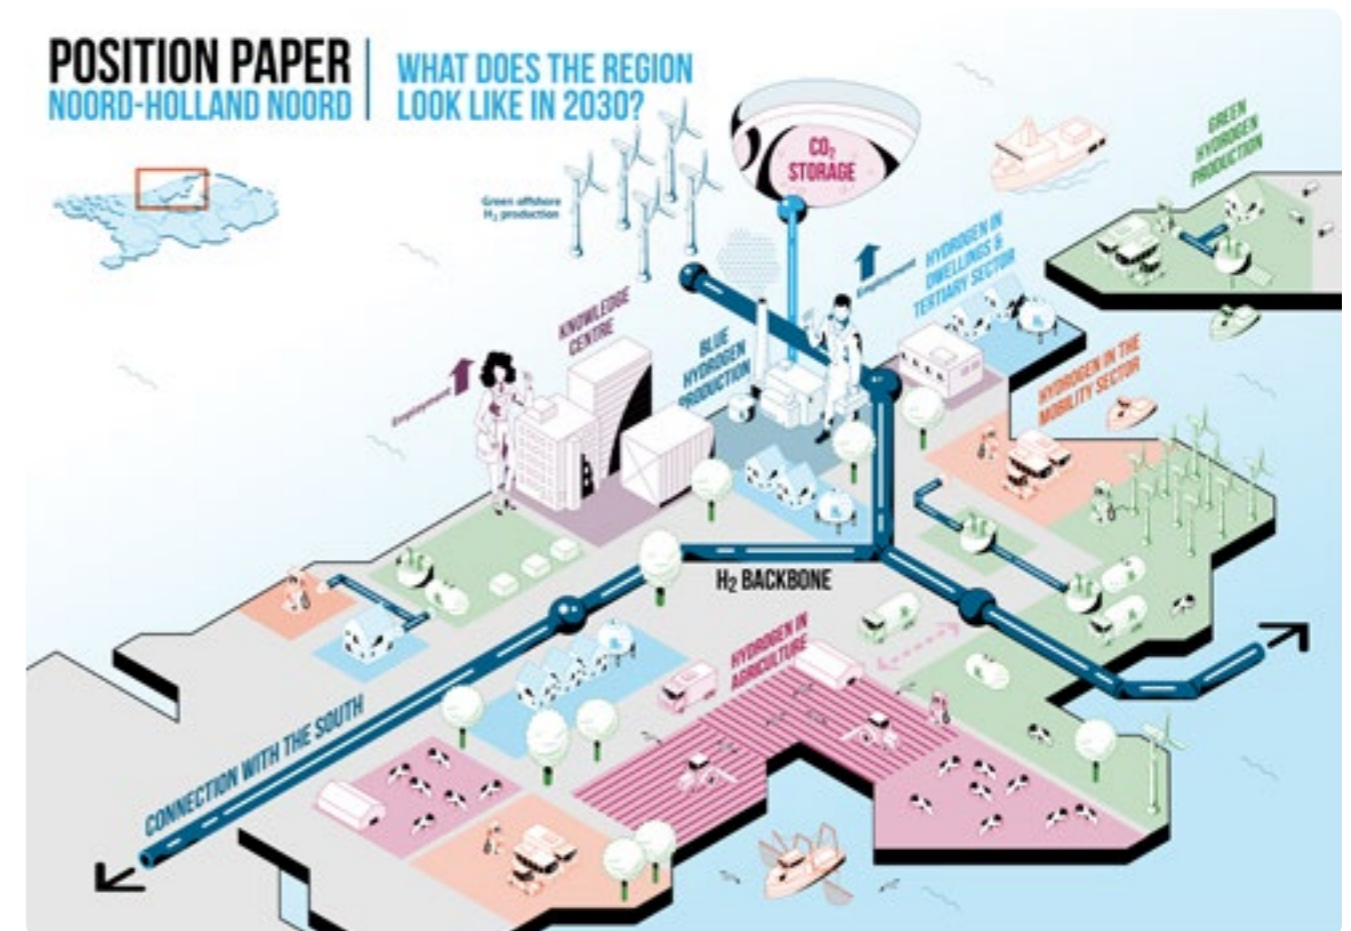 POSITION PAPER
NOORD-HOLLAND NOORD
WHAT DOES THE REGION
LOOK LIKE IN 2030?
Green offshore
H₂ production
CO₂
STORAGE
GREEN
HYDROGEN
PRODUCTION
HYDROGEN IN
DWELLINGS &
TERTIARY SECTOR
Employment
KNOWLEDGE
CENTRE
Employment
BLUE
HYDROGEN
PRODUCTION
HYDROGEN IN THE
MOBILITY SECTOR
H₂ BACKBONE
HYDROGEN IN
AGRICULTURE
CONNECTION WITH THE SOUTH